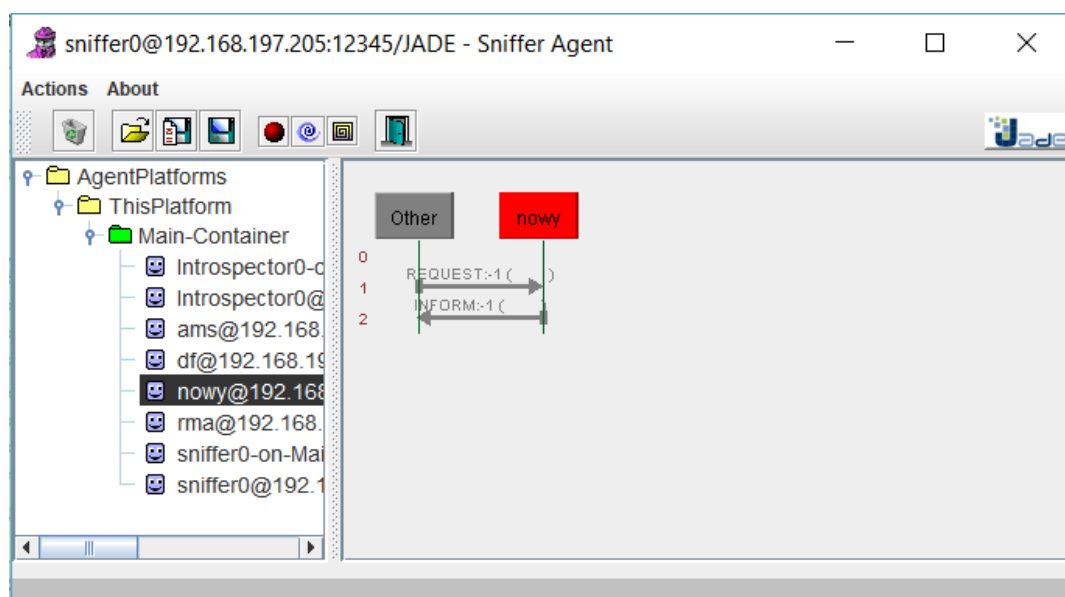 sniffer0@192.168.197.205:12345/JADE - Sniffer Agent
Actions About
Jade
AgentPlatforms
ThisPlatform
Main-Container
Introspector0-o
Introspector0@
ams@192.168.
df@192.168.19
nowy@192.168
rma@192.168.
sniffer0-on-Mai
sniffer0@192.1
Other nowy
0
REQUEST:-1 ( )
1
INFORM:-1 (
2